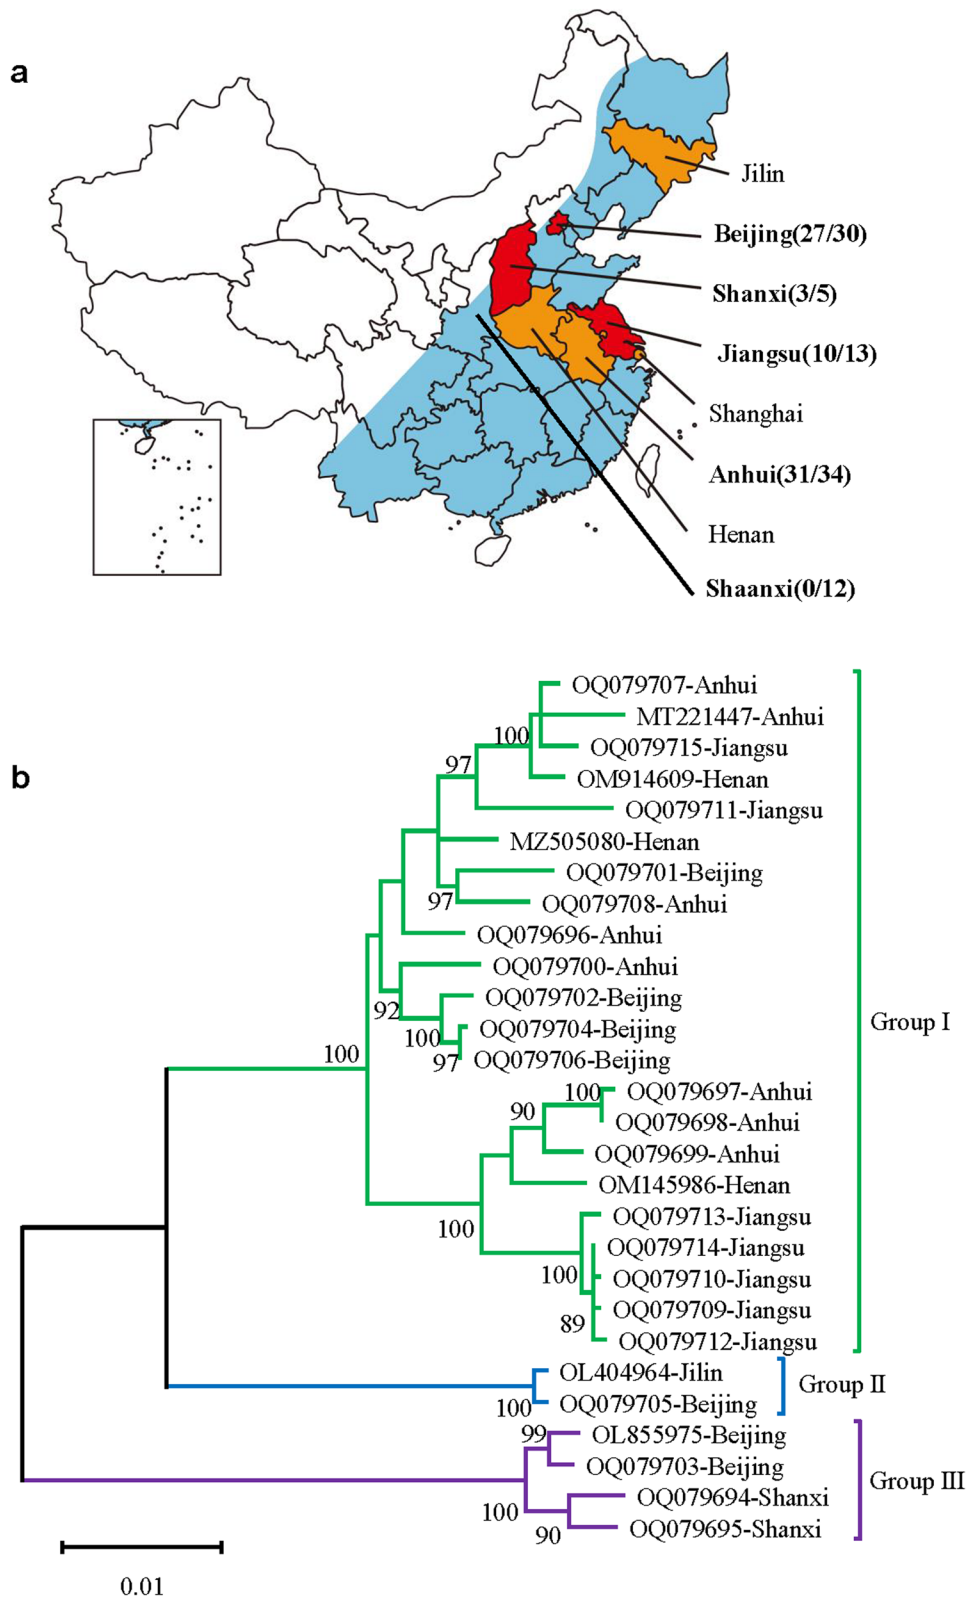 a
Jilin
Beijing(27/30)
Shanxi(3/5)
Jiangsu(10/13)
Shanghai
Anhui(31/34)
Henan
Shaanxi(0/12)
b
OQ079707-Anhui
MT221447-Anhui
100
OQ079715-Jiangsu
97
OM914609-Henan
OQ079711-Jiangsu
MZ505080-Henan
OQ079701-Beijing
97
OQ079708-Anhui
OQ079696-Anhui
OQ079700-Anhui
OQ079702-Beijing
92
Group I
OQ079704-Beijing
100
100
97
OQ079706-Beijing
100
OQ079697-Anhui
90
OQ079698-Anhui
OQ079699-Anhui
OM145986-Henan
OQ079713-Jiangsu
100
OQ079714-Jiangsu
100
OQ079710-Jiangsu
OQ079709-Jiangsu
89
OQ079712-Jiangsu
OL404964-Jilin
Group II
100
OQ079705-Beijing
99
OL855975-Beijing
OQ079703-Beijing
Group III
OQ079694-Shanxi
100
90
OQ079695-Shanxi
0.01